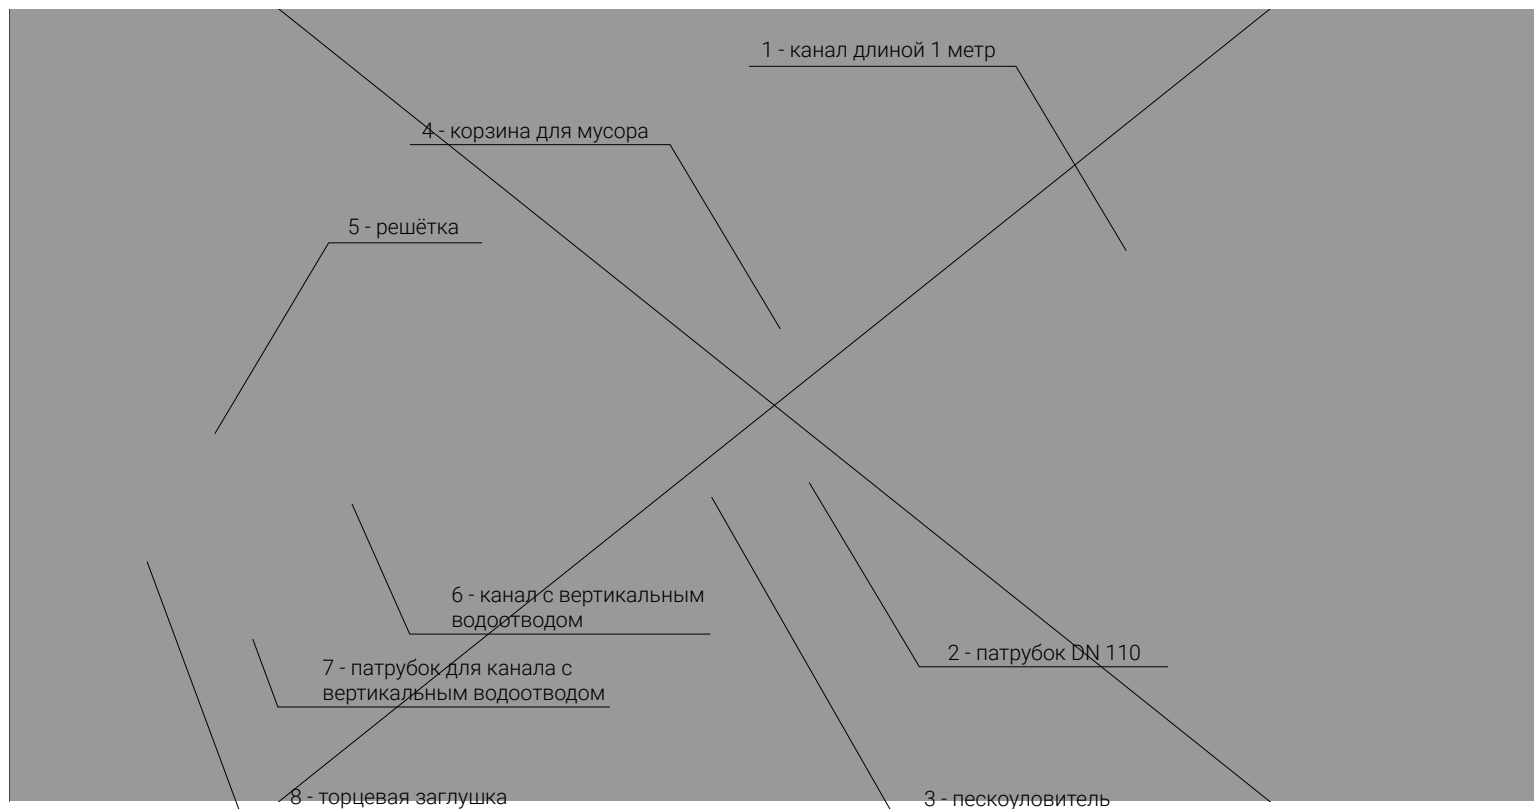 1 - канал длиной 1 метр
4 - корзина для мусора
5 - решётка
6 - канал с вертикальным
водоотводом
2 - патрубок DN 110
7 - патрубок для канала с
вертикальным водоотводом
8 - торцевая заглушка
3 - пескоуловитель